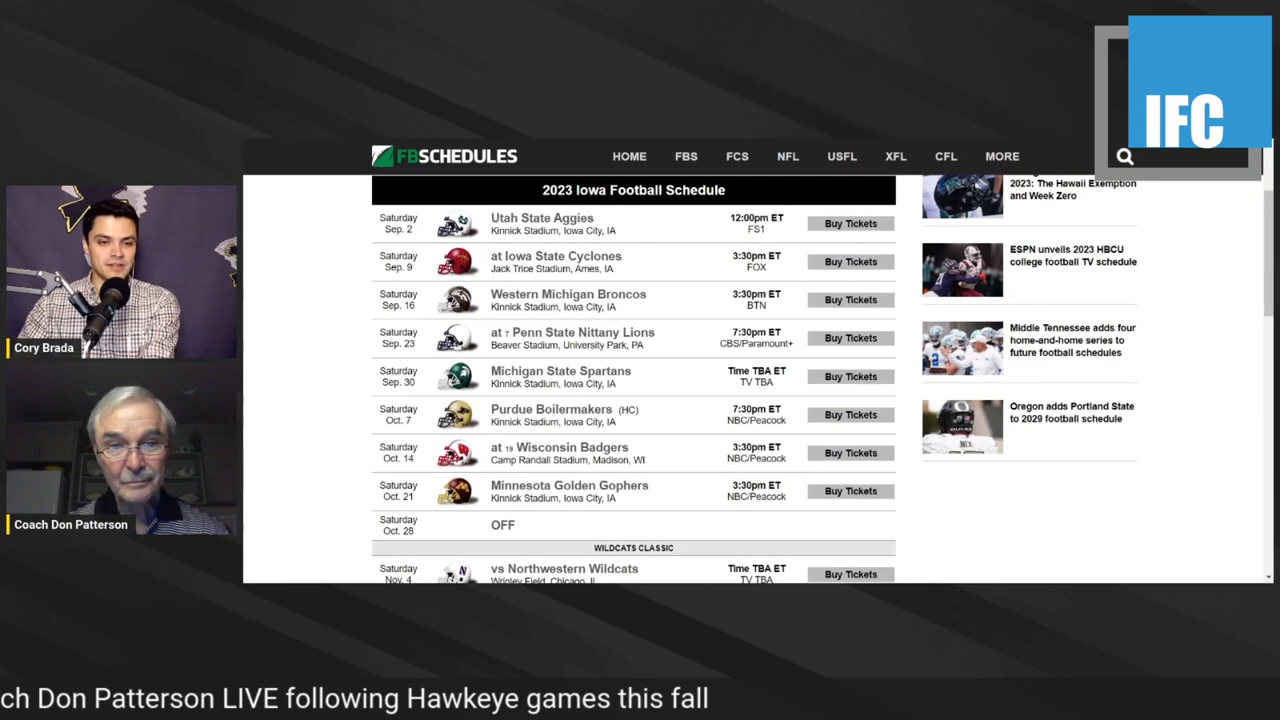 IFC
FBSCHEDULES
HOME FBS FCS NFL USFL XFL CFL MORE
2023 Iowa Football Schedule
Saturday
Sep. 2
Utah State Aggies
Kinnick Stadium, Iowa City, IA
12:00pm ET
FS1
Buy Tickets
Saturday
Sep. 9
at Iowa State Cyclones
Jack Trice Stadium, Ames, IA
3:30pm ET
FOX
Buy Tickets
Saturday
Sep. 16
Western Michigan Broncos
Kinnick Stadium, Iowa City, IA
3:30pm ET
BTN
Buy Tickets
Saturday
Sep. 23
at 7 Penn State Nittany Lions
Beaver Stadium, University Park, PA
7:30pm ET
CBS/Paramount+
Buy Tickets
Saturday
Sep. 30
Michigan State Spartans
Kinnick Stadium, Iowa City, IA
Time TBA ET
TV TBA
Buy Tickets
Saturday
Oct. 7
Purdue Boilermakers (HC)
Kinnick Stadium, Iowa City, IA
7:30pm ET
NBC/Peacock
Buy Tickets
Saturday
Oct. 14
at 19 Wisconsin Badgers
Camp Randall Stadium, Madison, WI
3:30pm ET
NBC/Peacock
Buy Tickets
Saturday
Oct. 21
Minnesota Golden Gophers
Kinnick Stadium, Iowa City, IA
3:30pm ET
NBC/Peacock
Buy Tickets
Saturday
Oct. 28
OFF
WILDCATS CLASSIC
Saturday
Nov. 4
vs Northwestern Wildcats
Wrigley Field, Chicago, IL
Time TBA ET
TV TBA
Buy Tickets
2023: The Hawaii Exemption
and Week Zero
ESPN unveils 2023 HBCU
college football TV schedule
Middle Tennessee adds four
home-and-home series to
future football schedules
Oregon adds Portland State
to 2029 football schedule
Cory Brada
Coach Don Patterson
ch Don Patterson LIVE following Hawkeye games this fall